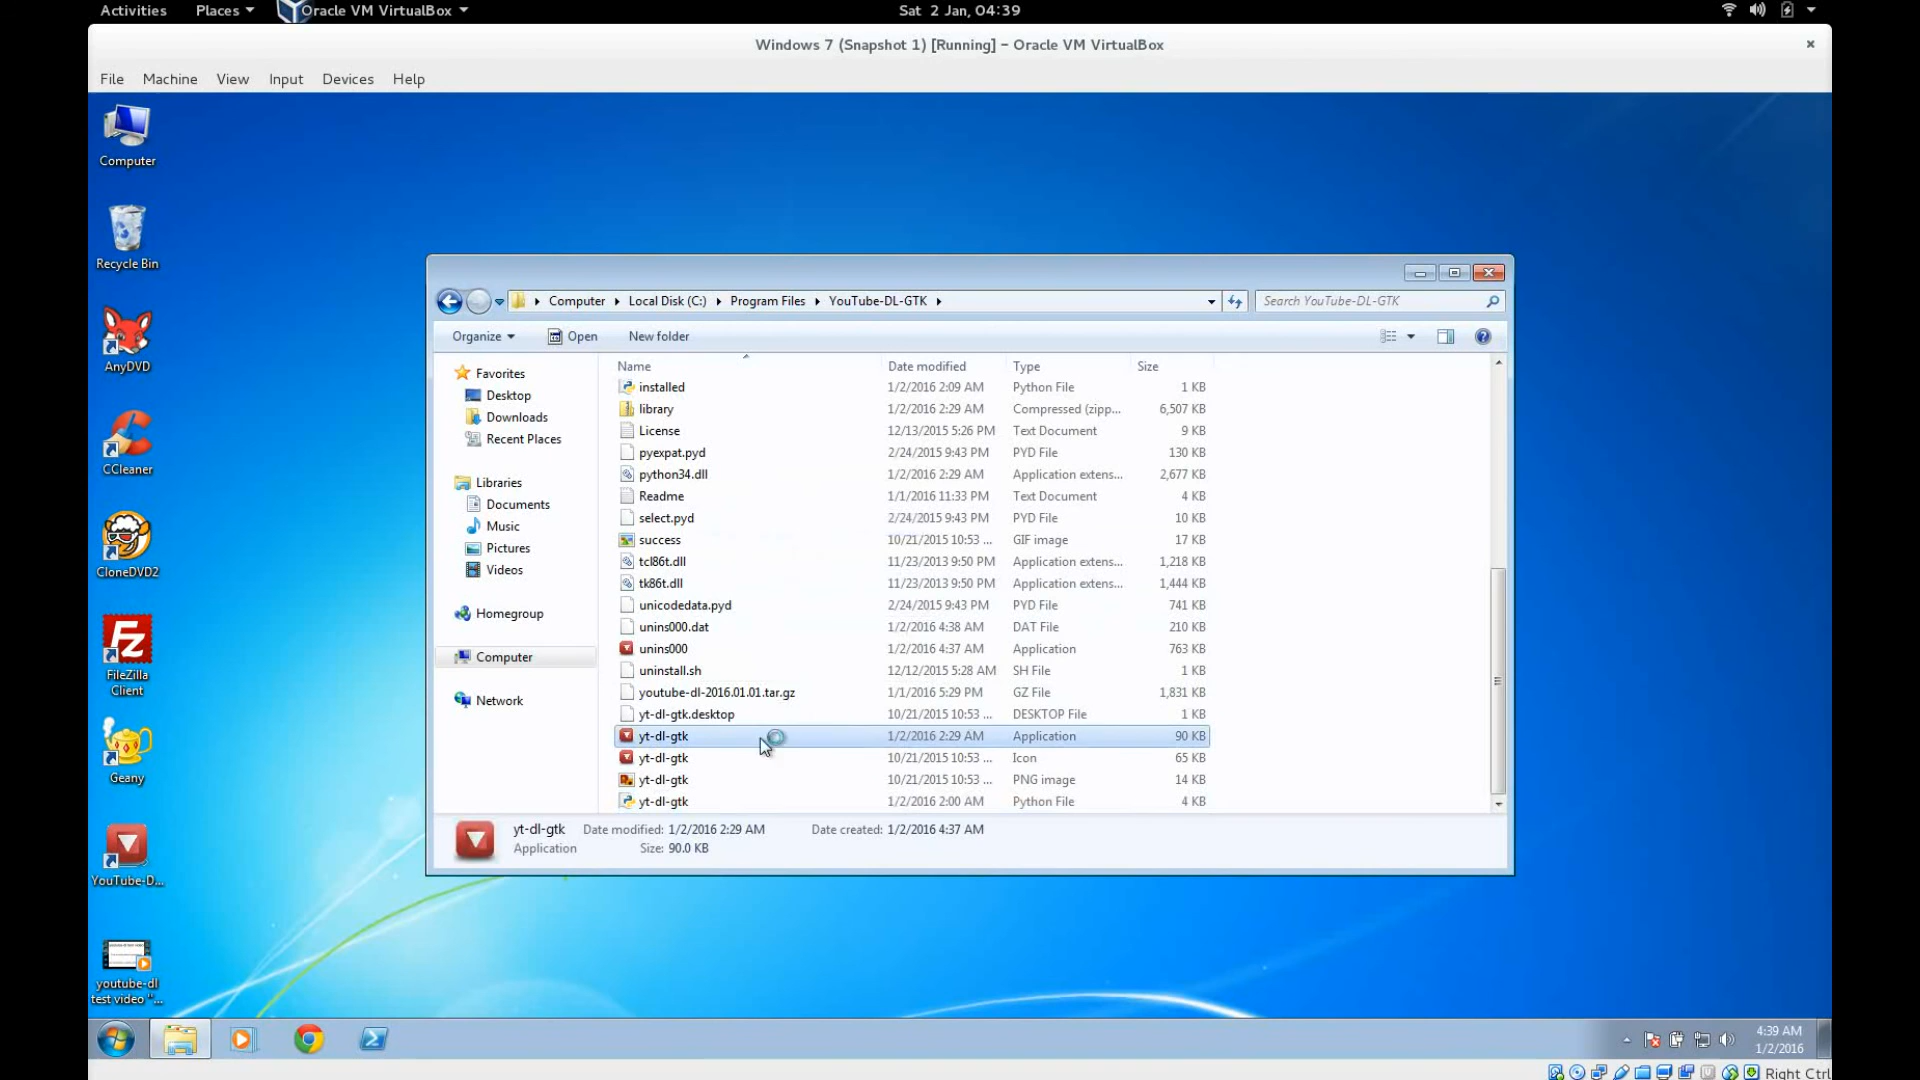 Activities Places Oracle VM VirtualBox Sat 2 Jan, 04:39
Windows 7 (Snapshot 1) [Running] – Oracle VM VirtualBox
File Machine View Input Devices Help
Computer
Recycle Bin
AnyDVD
CCleaner
CloneDVD2
FileZilla
Client
Geany
YouTube-D...
youtube-dl
test video "...
Computer Local Disk (C:) Program Files YouTube-DL-GTK Search YouTube-DL-GTK
Organize Open New folder
Favorites
Desktop
Downloads
Recent Places
Libraries
Documents
Music
Pictures
Videos
Homegroup
Computer
Network
Name Date modified Type Size
installed 1/2/2016 2:09 AM Python File 1 KB
library 1/2/2016 2:29 AM Compressed (zipp... 6,507 KB
License 12/13/2015 5:26 PM Text Document 9 KB
pyexpat.pyd 2/24/2015 9:43 PM PYD File 130 KB
python34.dll 1/2/2016 2:29 AM Application extens... 2,677 KB
Readme 1/1/2016 11:33 PM Text Document 4 KB
select.pyd 2/24/2015 9:43 PM PYD File 10 KB
success 10/21/2015 10:53 ... GIF image 17 KB
tcl86t.dll 11/23/2013 9:50 PM Application extens... 1,218 KB
tk86t.dll 11/23/2013 9:50 PM Application extens... 1,444 KB
unicodedata.pyd 2/24/2015 9:43 PM PYD File 741 KB
unins000.dat 1/2/2016 4:38 AM DAT File 210 KB
unins000 1/2/2016 4:37 AM Application 763 KB
uninstall.sh 12/12/2015 5:28 AM SH File 1 KB
youtube-dl-2016.01.01.tar.gz 1/1/2016 5:29 PM GZ File 1,831 KB
yt-dl-gtk.desktop 10/21/2015 10:53 ... DESKTOP File 1 KB
yt-dl-gtk 1/2/2016 2:29 AM Application 90 KB
yt-dl-gtk 10/21/2015 10:53 ... Icon 65 KB
yt-dl-gtk 10/21/2015 10:53 ... PNG image 14 KB
yt-dl-gtk 1/2/2016 2:00 AM Python File 4 KB
yt-dl-gtk Date modified: 1/2/2016 2:29 AM Date created: 1/2/2016 4:37 AM
Application Size: 90.0 KB
4:39 AM
1/2/2016
Right Ctrl